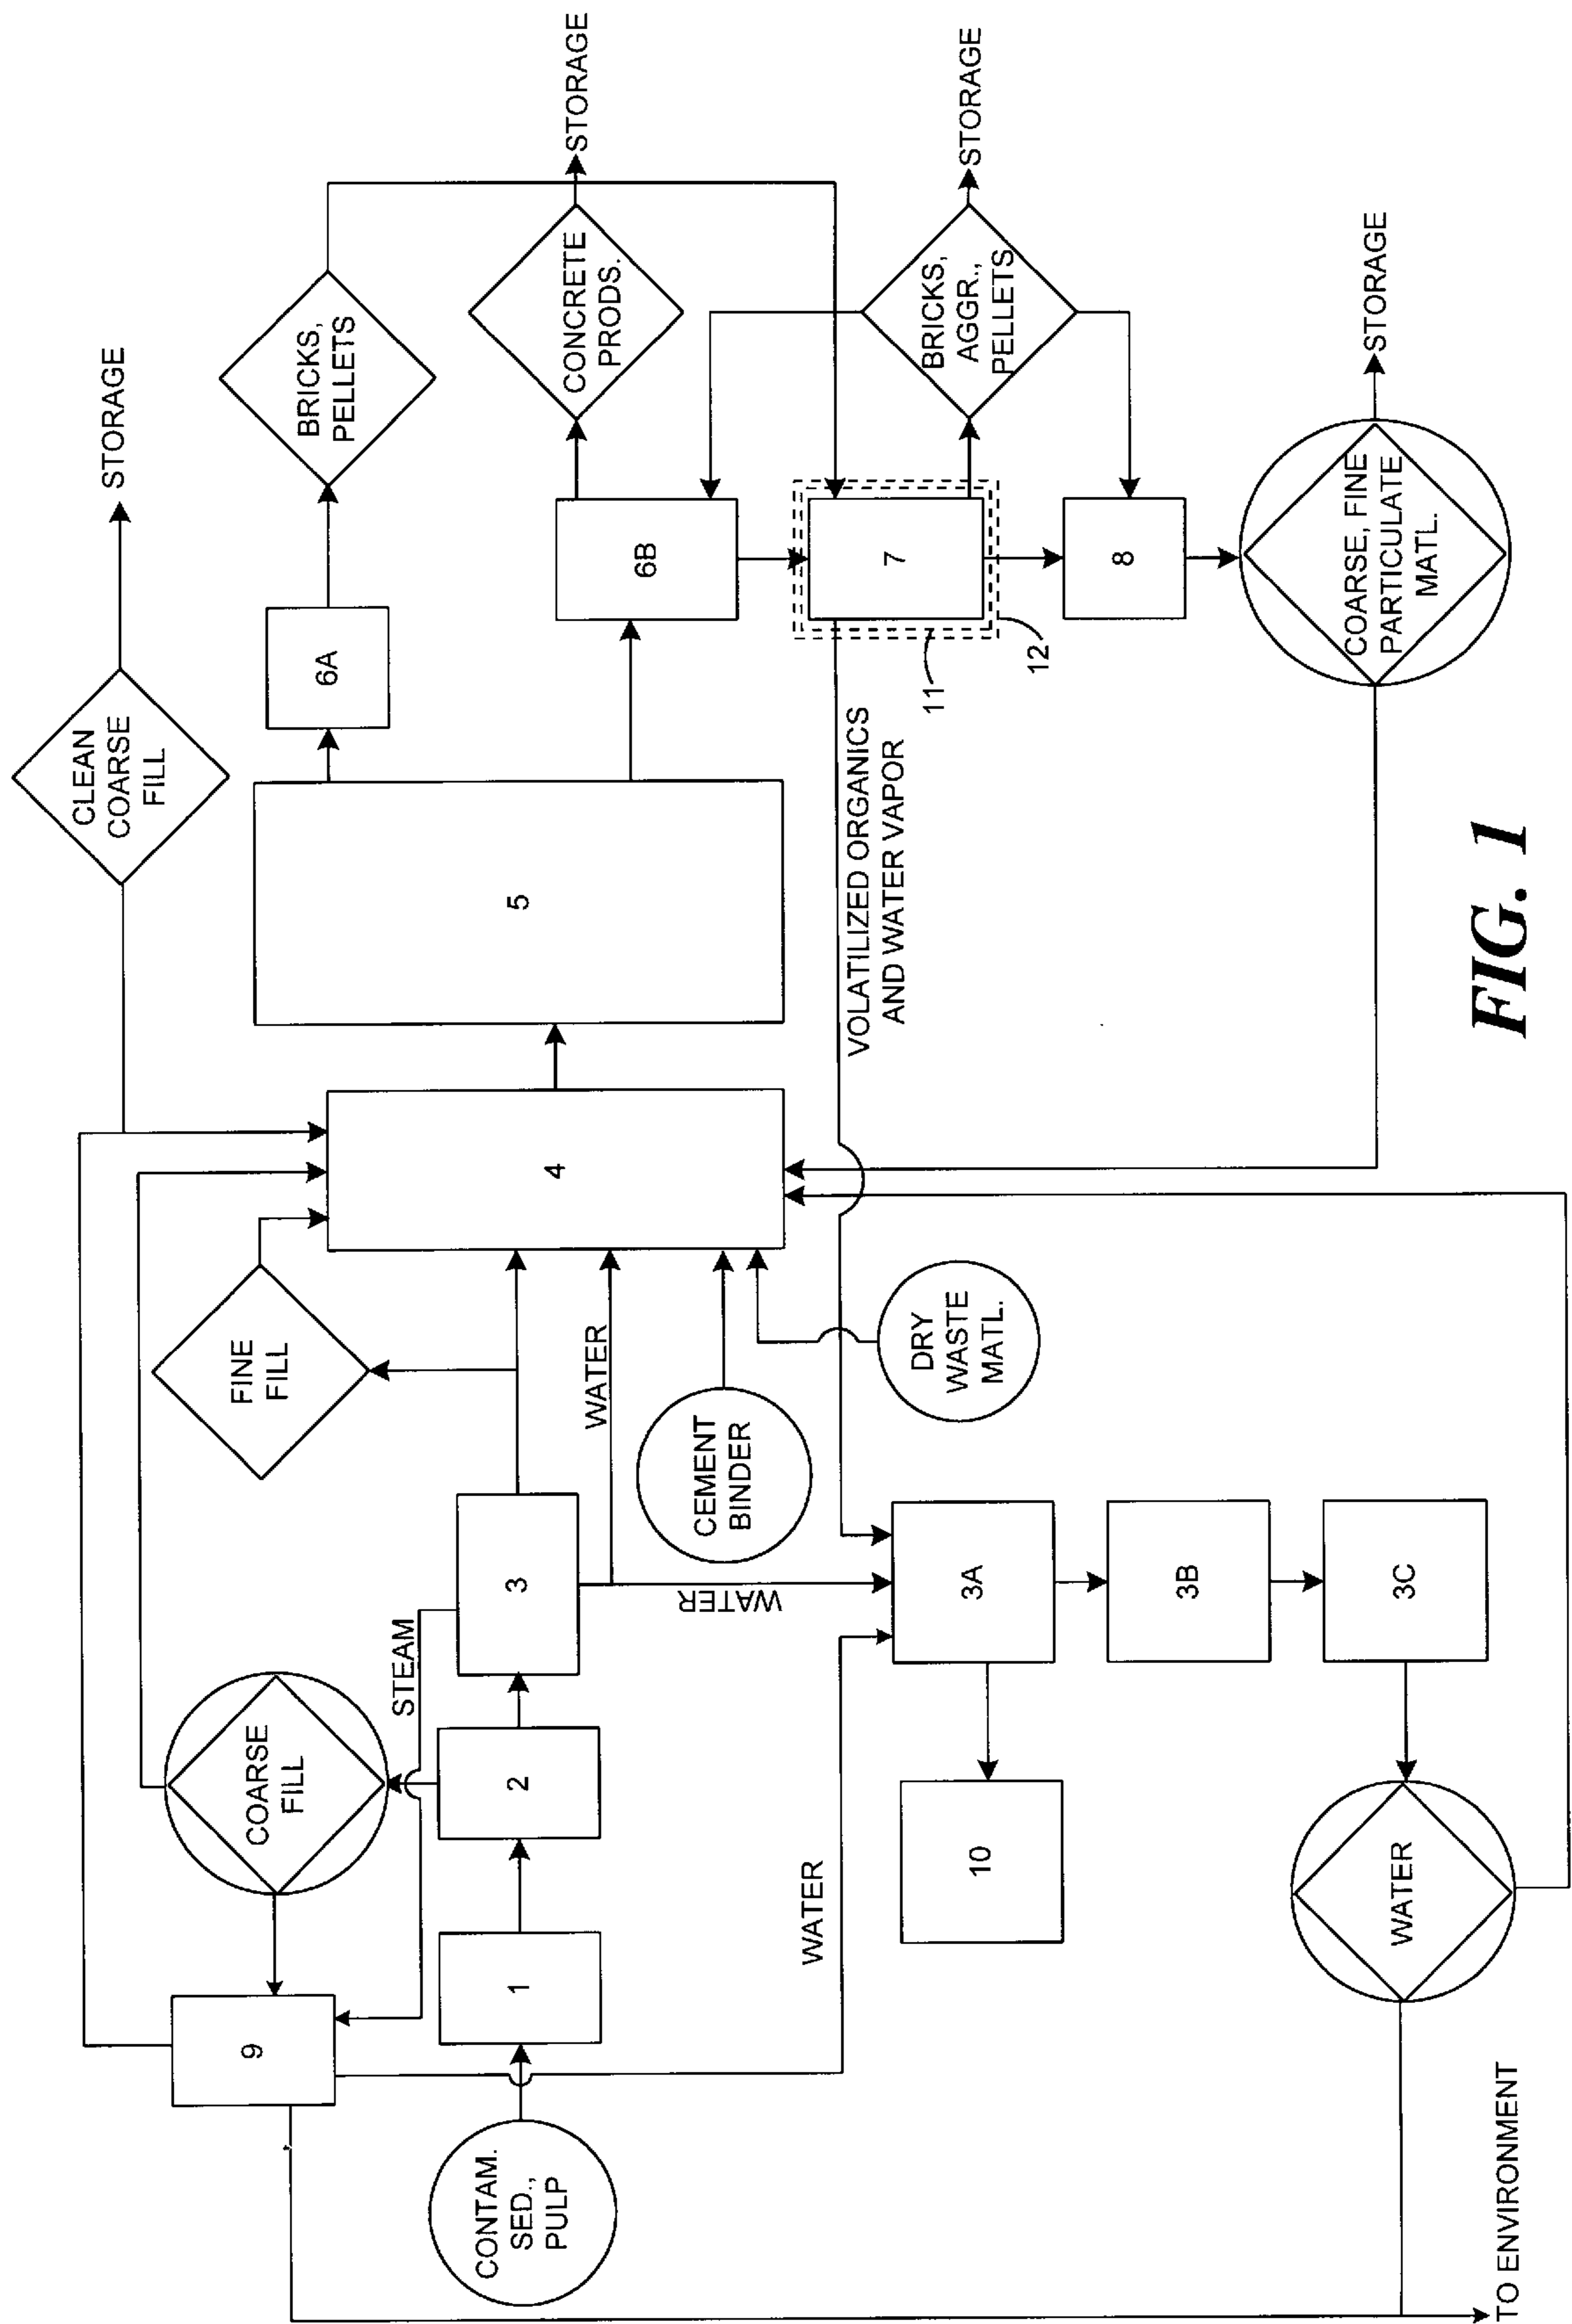 CLEAN
COARSE
FILL
STORAGE
BRICKS,
PELLETS
6A
CONCRETE
PRODS.
STORAGE
6B
5
4
FINE
FILL
COARSE
FILL
9
STEAM
WATER
3
2
1
CONTAM.
SED.,
PULP
CEMENT
BINDER
WATER
DRY
WASTE
MATL.
VOLATILIZED ORGANICS
AND WATER VAPOR
7
11
12
BRICKS,
AGGR.,
PELLETS
STORAGE
8
COARSE, FINE
PARTICULATE
MATL.
STORAGE
WATER
3A
3B
3C
10
WATER
TO ENVIRONMENT
FIG. 1